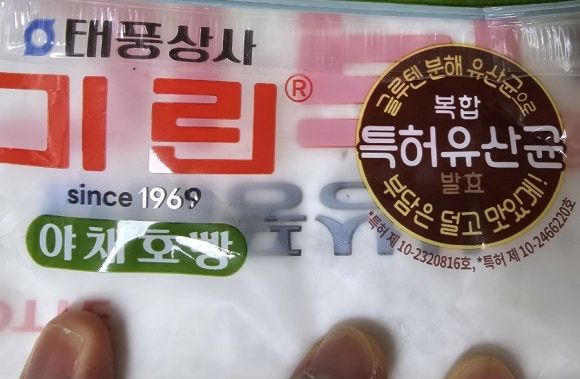 태풍상사
미린
®
since 1969
야채호빵
글루텐 분해 유산균으로
복합
특허유산균
발효
부담은 덜고 맛있게!
*특허 제 10-2320816호, *특허 제 10-2466220호